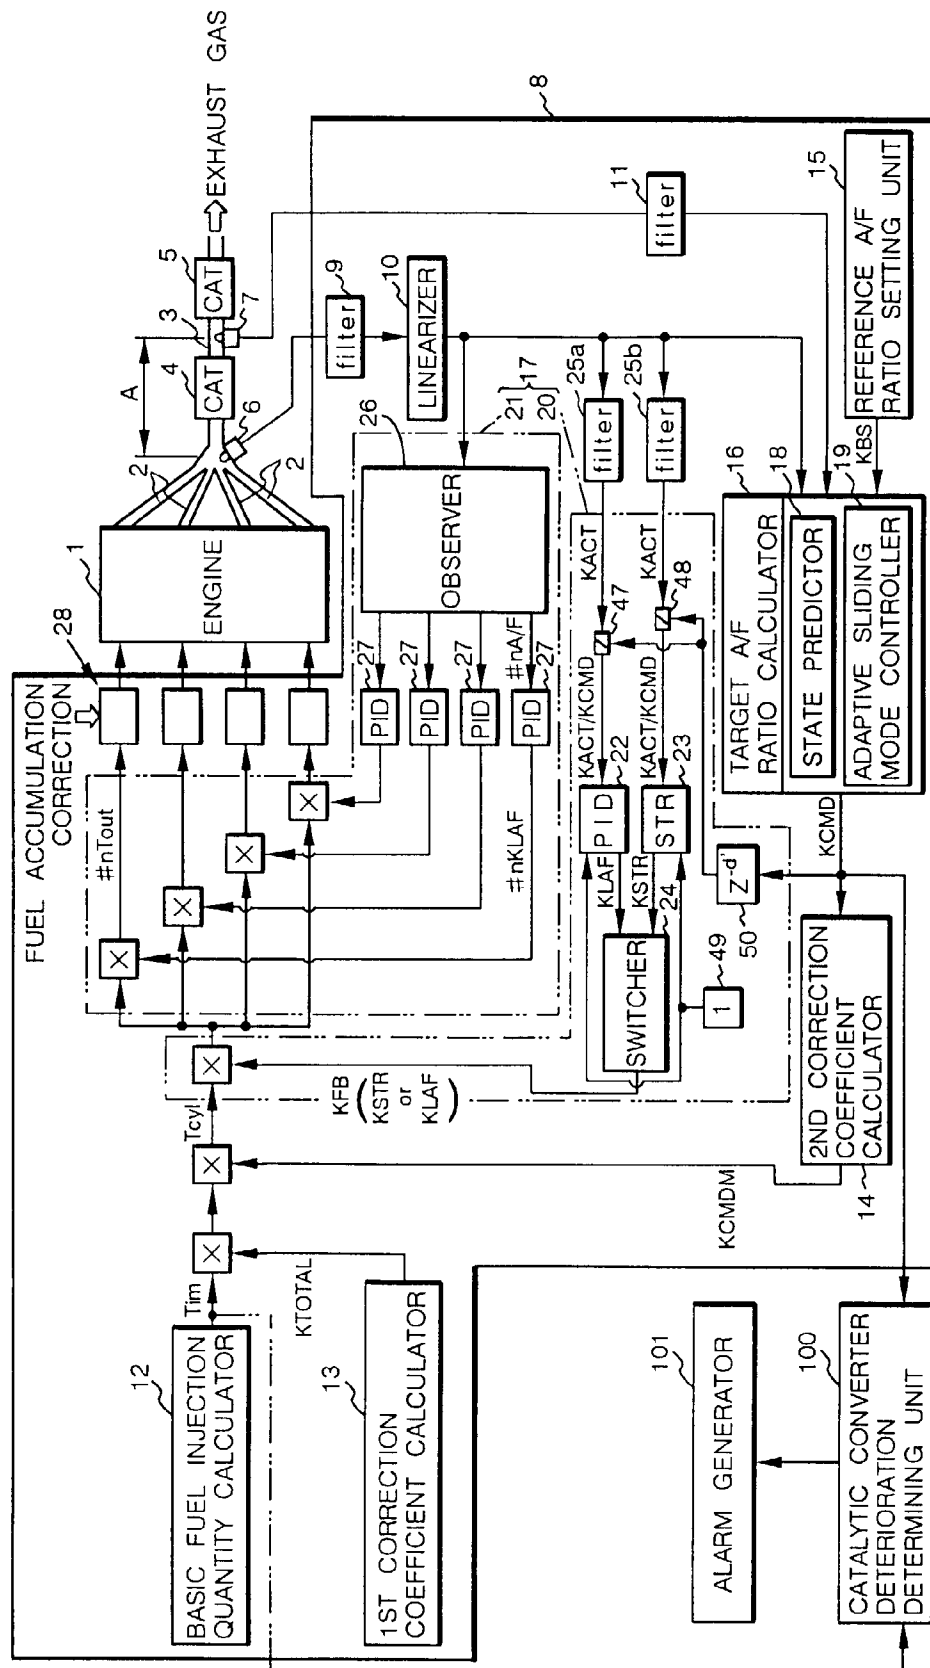 FUEL ACCUMULATION
CORRECTION
28
1
ENGINE
2
2
A
4
CAT
3
5
CAT
7
6
EXHAUST GAS
8
#nTout
9
filter
10
LINEARIZER
11
filter
26
OBSERVER
21
20
17
PID 27
PID 27
PID 27
PID 27
#nA/F
#nKLAF
25a
filter
25b
filter
KACT
KACT
47
48
KACT/KCMD
KACT/KCMD
22
PID
23
STR
KLAF
KSTR
24
SWITCHER
49
1
50
Z-d'
KFB (KSTR
or
KLAF)
15
REFERENCE A/F
RATIO SETTING UNIT
KBS
16
TARGET A/F
RATIO CALCULATOR
18
STATE PREDICTOR
19
ADAPTIVE SLIDING
MODE CONTROLLER
KCMD
2ND CORRECTION
COEFFICIENT
CALCULATOR
14
KCMDM
Tcyl
Tim
KTOTAL
12
BASIC FUEL INJECTION
QUANTITY CALCULATOR
13
1ST CORRECTION
COEFFICIENT CALCULATOR
101
ALARM GENERATOR
100
CATALYTIC CONVERTER
DETERIORATION
DETERMINING UNIT